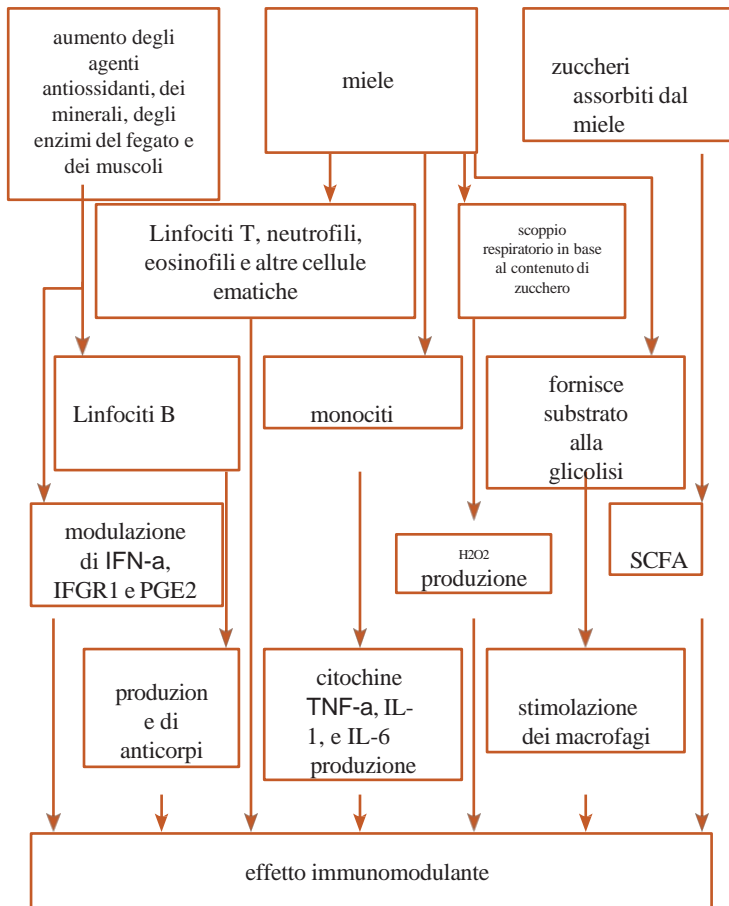 aumento degli
agenti
antiossidanti, dei
minerali, degli
enzimi del fegato e
dei muscoli
miele
zuccheri
assorbiti dal
miele
Linfociti T, neutrofili,
eosinofili e altre cellule
ematiche
scoppio
respiratorio in base
al contenuto di
zucchero
Linfociti B
monociti
fornisce
substrato
alla
glicolisi
modulazione
di IFN-a,
IFGR1 e PGE2
H2O2
produzione
SCFA
produzion
e di
anticorpi
citochine
TNF-a, IL-
1, e IL-6
produzione
stimolazione
dei macrofagi
effetto immunomodulante